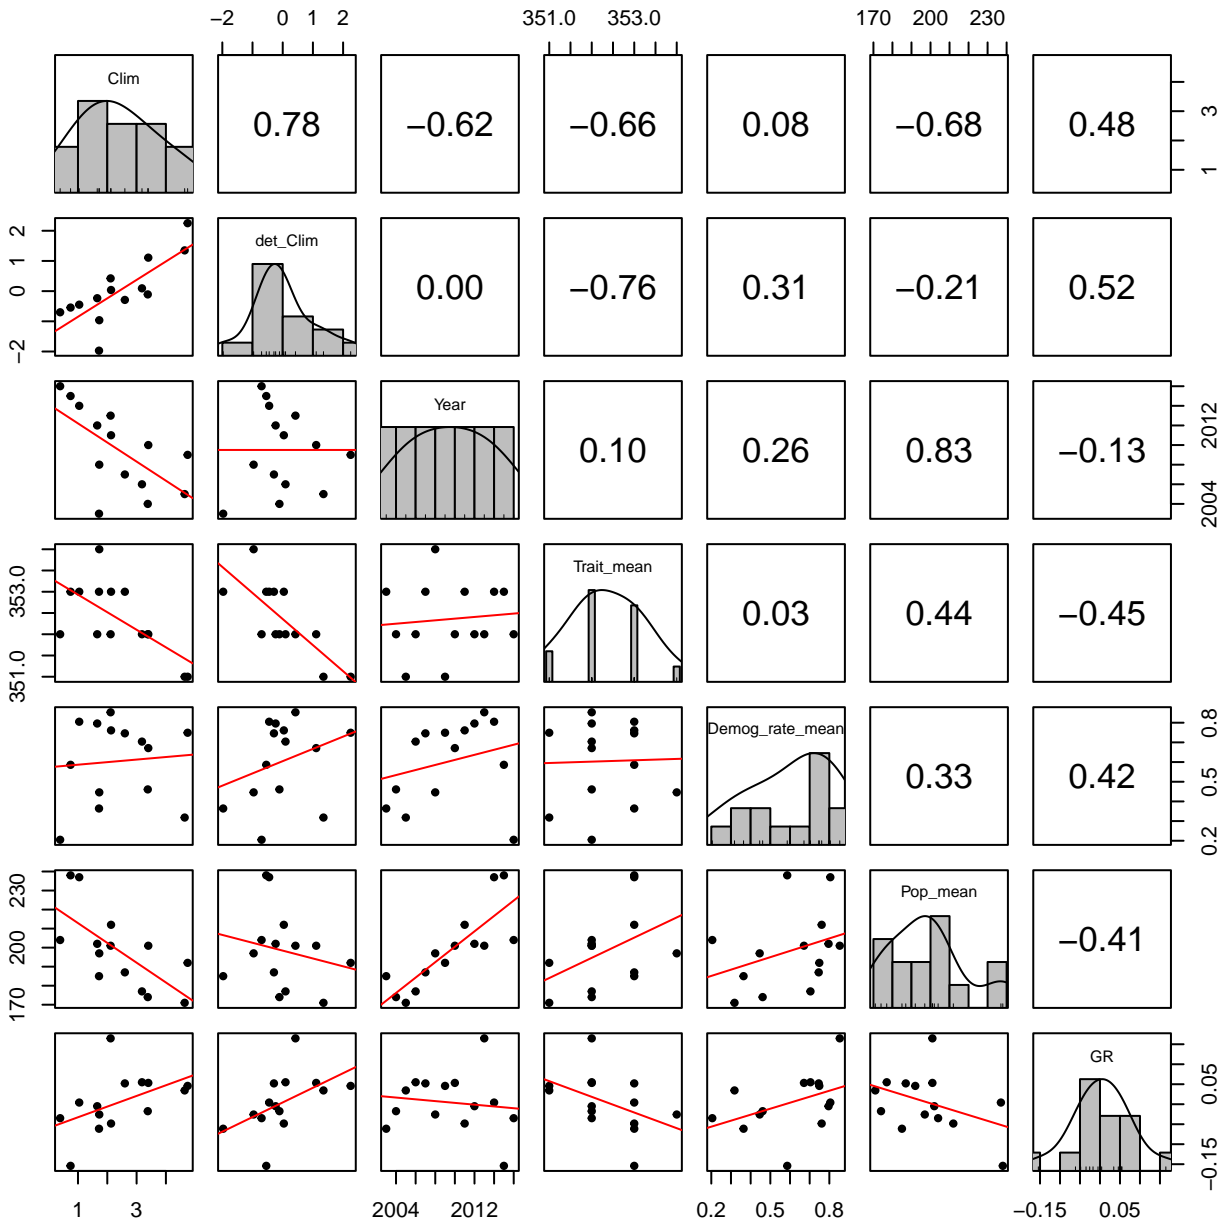 −2 0 1 2 351.0 353.0 170 200 230
Clim
0.78 −0.62 −0.66 0.08 −0.68 0.48
1 3
−2 0 1 2
det_Clim
0.00 −0.76 0.31 −0.21 0.52
Year
0.10 0.26 0.83 −0.13
2004 2012
351.0 353.0
Trait_mean
0.03 0.44 −0.45
Demog_rate_mean
0.33 0.42
0.2 0.5 0.8
170 200 230
Pop_mean
−0.41
GR
−0.15 0.05
1 3 2004 2012 0.2 0.5 0.8 −0.15 0.05